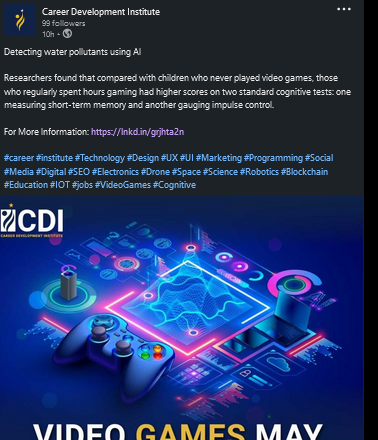 Career Development Institute
99 followers
10h •
Detecting water pollutants using AI
Researchers found that compared with children who never played video games, those
who regularly spent hours gaming had higher scores on two standard cognitive tests: one
measuring short-term memory and another gauging impulse control.
For More Information: https://lnkd.in/grjhta2n
#career #institute #Technology #Design #UX #UI #Marketing #Programming #Social
#Media #Digital #SEO #Electronics #Drone #Space #Science #Robotics #Blockchain
#Education #IOT #jobs #VideoGames #Cognitive
CDI
CAREER DEVELOPMENT INSTITUTE
VIDEO GAMES MAY